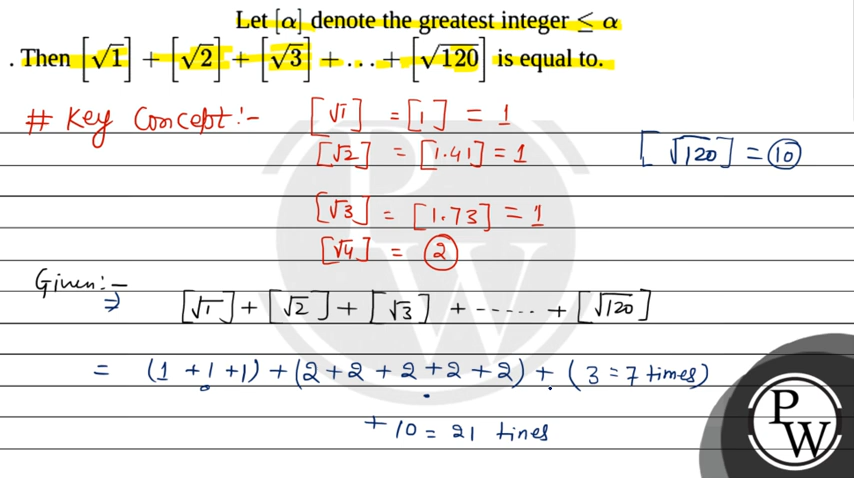 Let [α] denote the greatest integer ≤ α
. Then [√1] + [√2] + [√3] + … + [√120] is equal to.
# Key Concept:- [√1] = [1] = 1
[√2] = [1.41] = 1
[√120] = 10
[√3] = [1.73] = 1
[√4] = 2
Given:-
⇒ [√1] + [√2] + [√3] + ..... + [√120]
= (1 + 1 + 1) + (2 + 2 + 2 + 2 + 2) + (3 = 7 times)
+ 10 = 21 tines
P
W